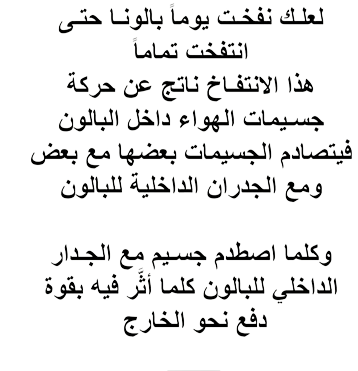 لعلك نفخت يوماً بالونا حتى
انتفخت تماماً
هذا الانتفاخ ناتج عن حركة
جسيمات الهواء داخل البالون
فيتصادم الجسيمات بعضها مع بعض
ومع الجدران الداخلية للبالون
وكلما اصطدم جسيم مع الجدار
الداخلي للبالون كلما أثَّر فيه بقوة
دفع نحو الخارج